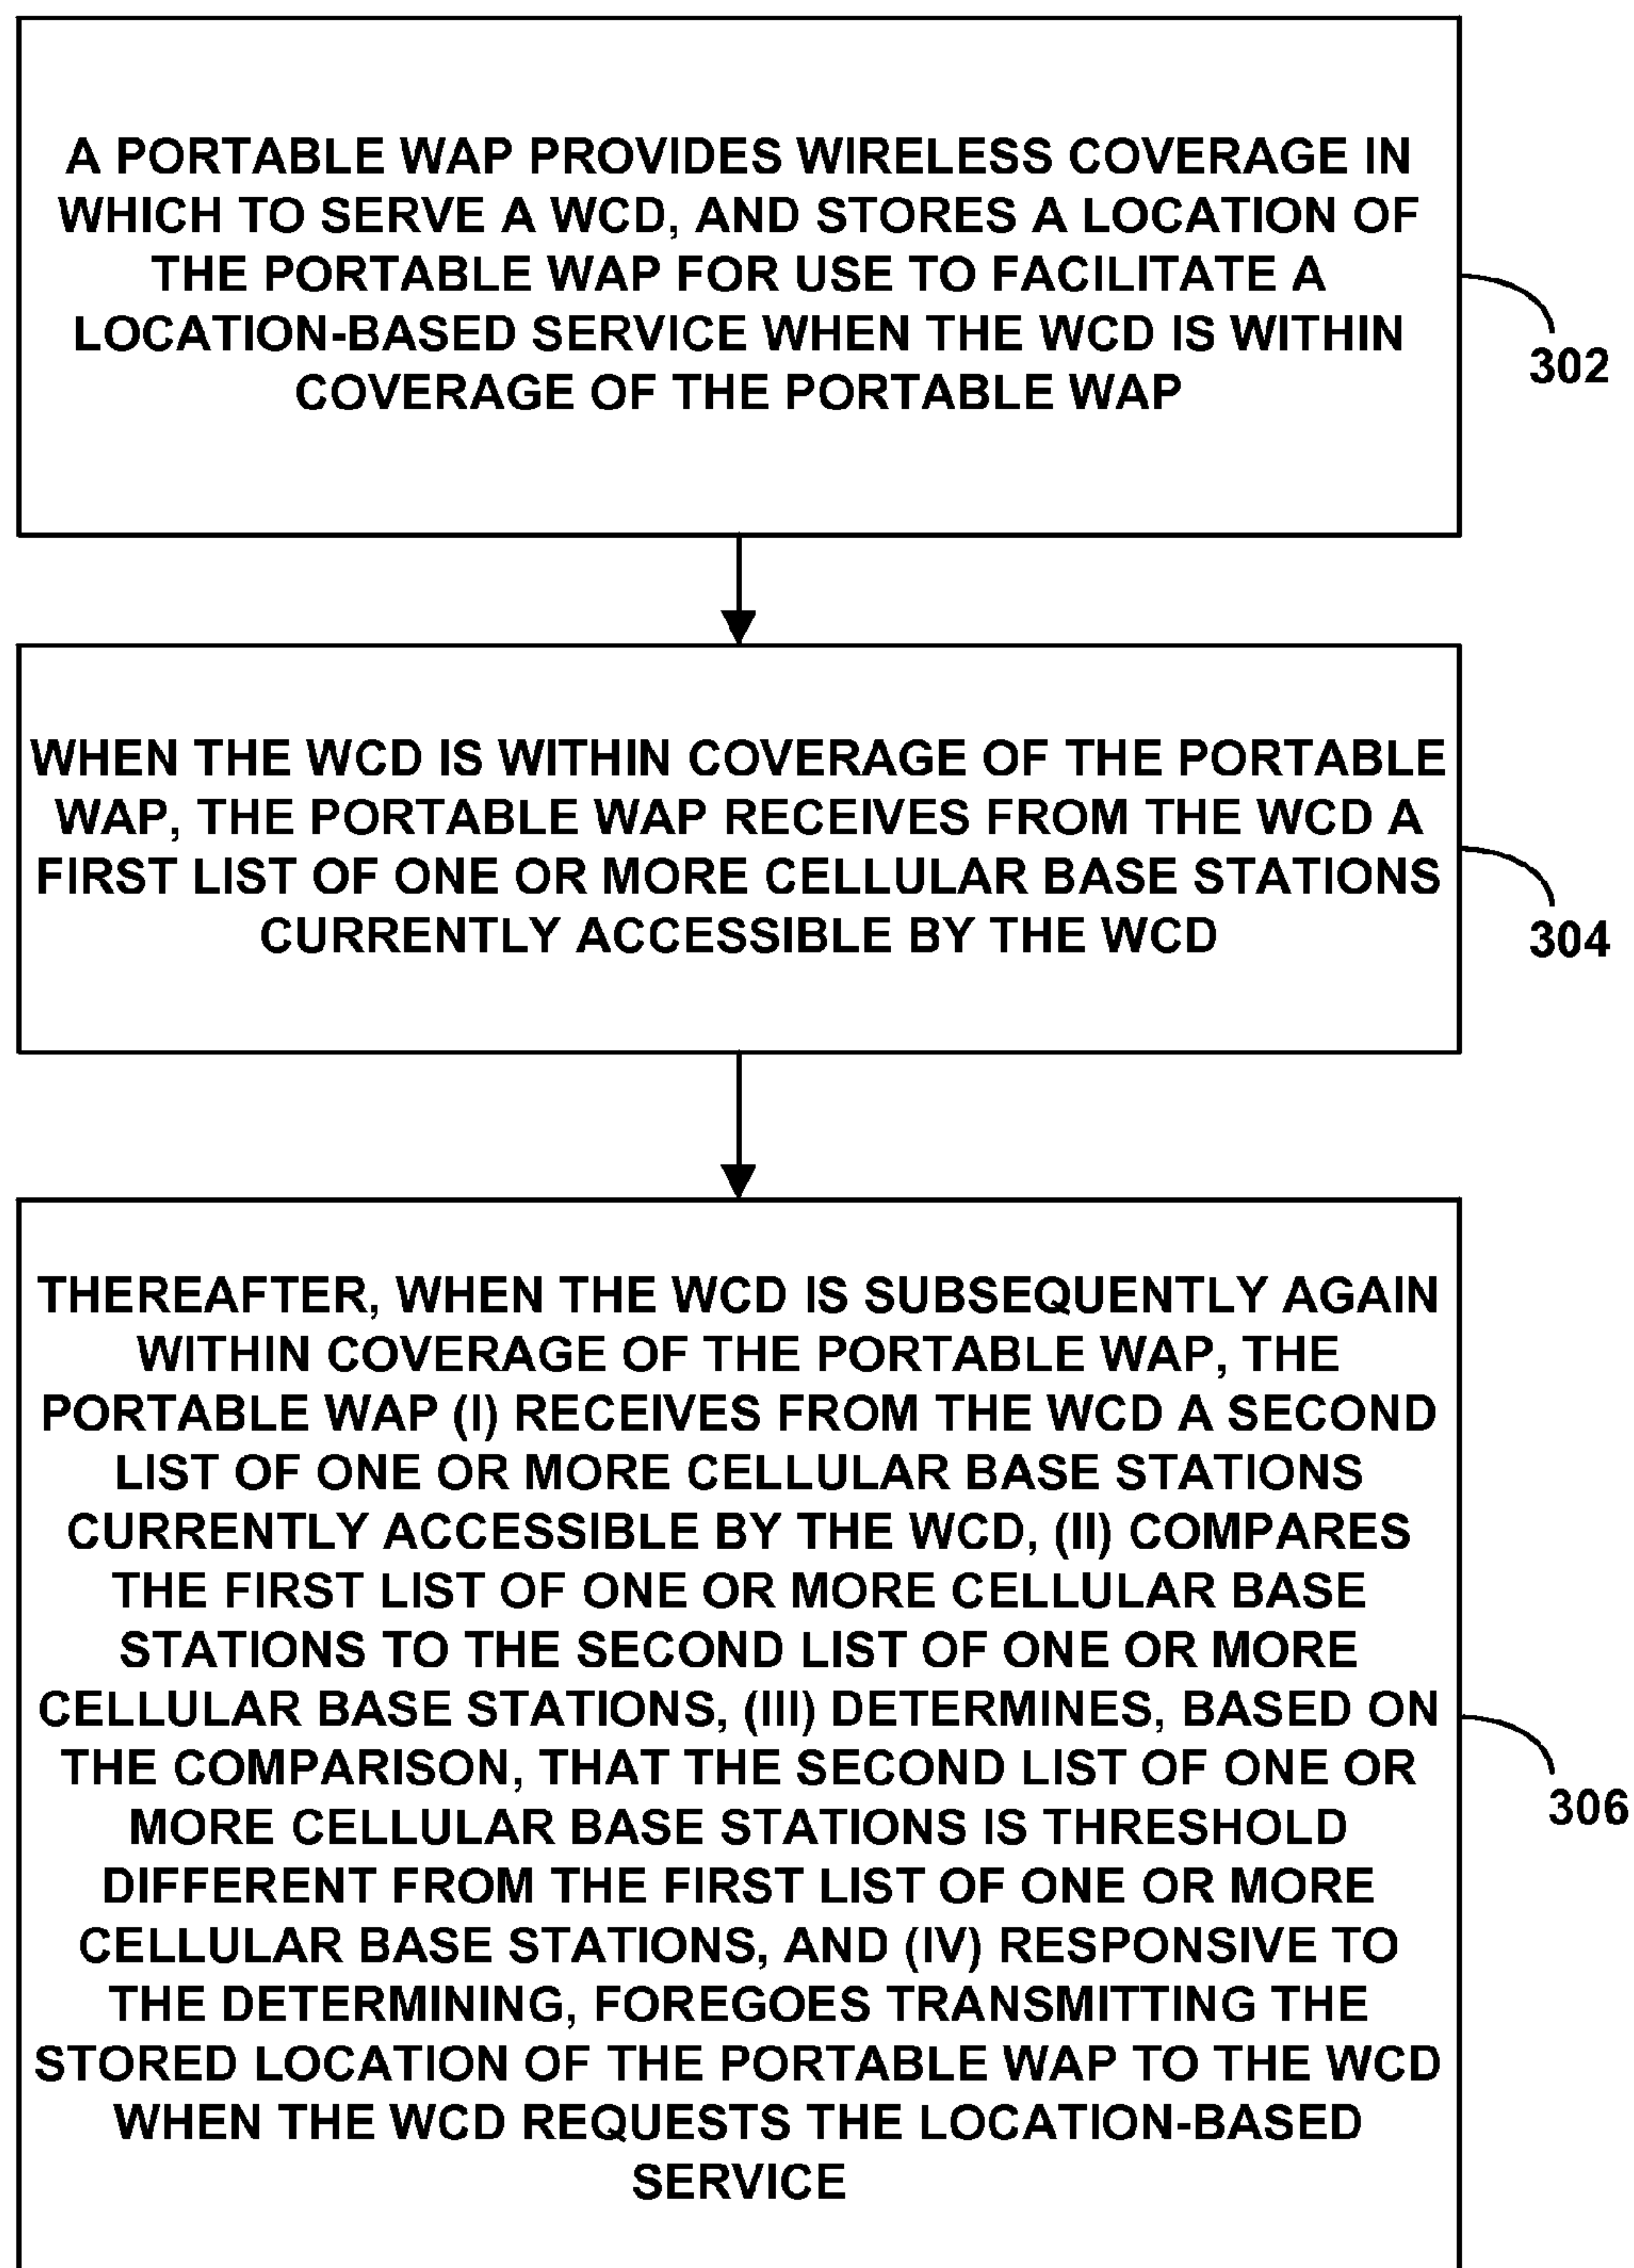 A PORTABLE WAP PROVIDES WIRELESS COVERAGE IN
WHICH TO SERVE A WCD, AND STORES A LOCATION OF
THE PORTABLE WAP FOR USE TO FACILITATE A
LOCATION-BASED SERVICE WHEN THE WCD IS WITHIN
COVERAGE OF THE PORTABLE WAP
302
WHEN THE WCD IS WITHIN COVERAGE OF THE PORTABLE
WAP, THE PORTABLE WAP RECEIVES FROM THE WCD A
FIRST LIST OF ONE OR MORE CELLULAR BASE STATIONS
CURRENTLY ACCESSIBLE BY THE WCD
304
THEREAFTER, WHEN THE WCD IS SUBSEQUENTLY AGAIN
WITHIN COVERAGE OF THE PORTABLE WAP, THE
PORTABLE WAP (I) RECEIVES FROM THE WCD A SECOND
LIST OF ONE OR MORE CELLULAR BASE STATIONS
CURRENTLY ACCESSIBLE BY THE WCD, (II) COMPARES
THE FIRST LIST OF ONE OR MORE CELLULAR BASE
STATIONS TO THE SECOND LIST OF ONE OR MORE
CELLULAR BASE STATIONS, (III) DETERMINES, BASED ON
THE COMPARISON, THAT THE SECOND LIST OF ONE OR
MORE CELLULAR BASE STATIONS IS THRESHOLD
DIFFERENT FROM THE FIRST LIST OF ONE OR MORE
CELLULAR BASE STATIONS, AND (IV) RESPONSIVE TO
THE DETERMINING, FOREGOES TRANSMITTING THE
STORED LOCATION OF THE PORTABLE WAP TO THE WCD
WHEN THE WCD REQUESTS THE LOCATION-BASED
SERVICE
306